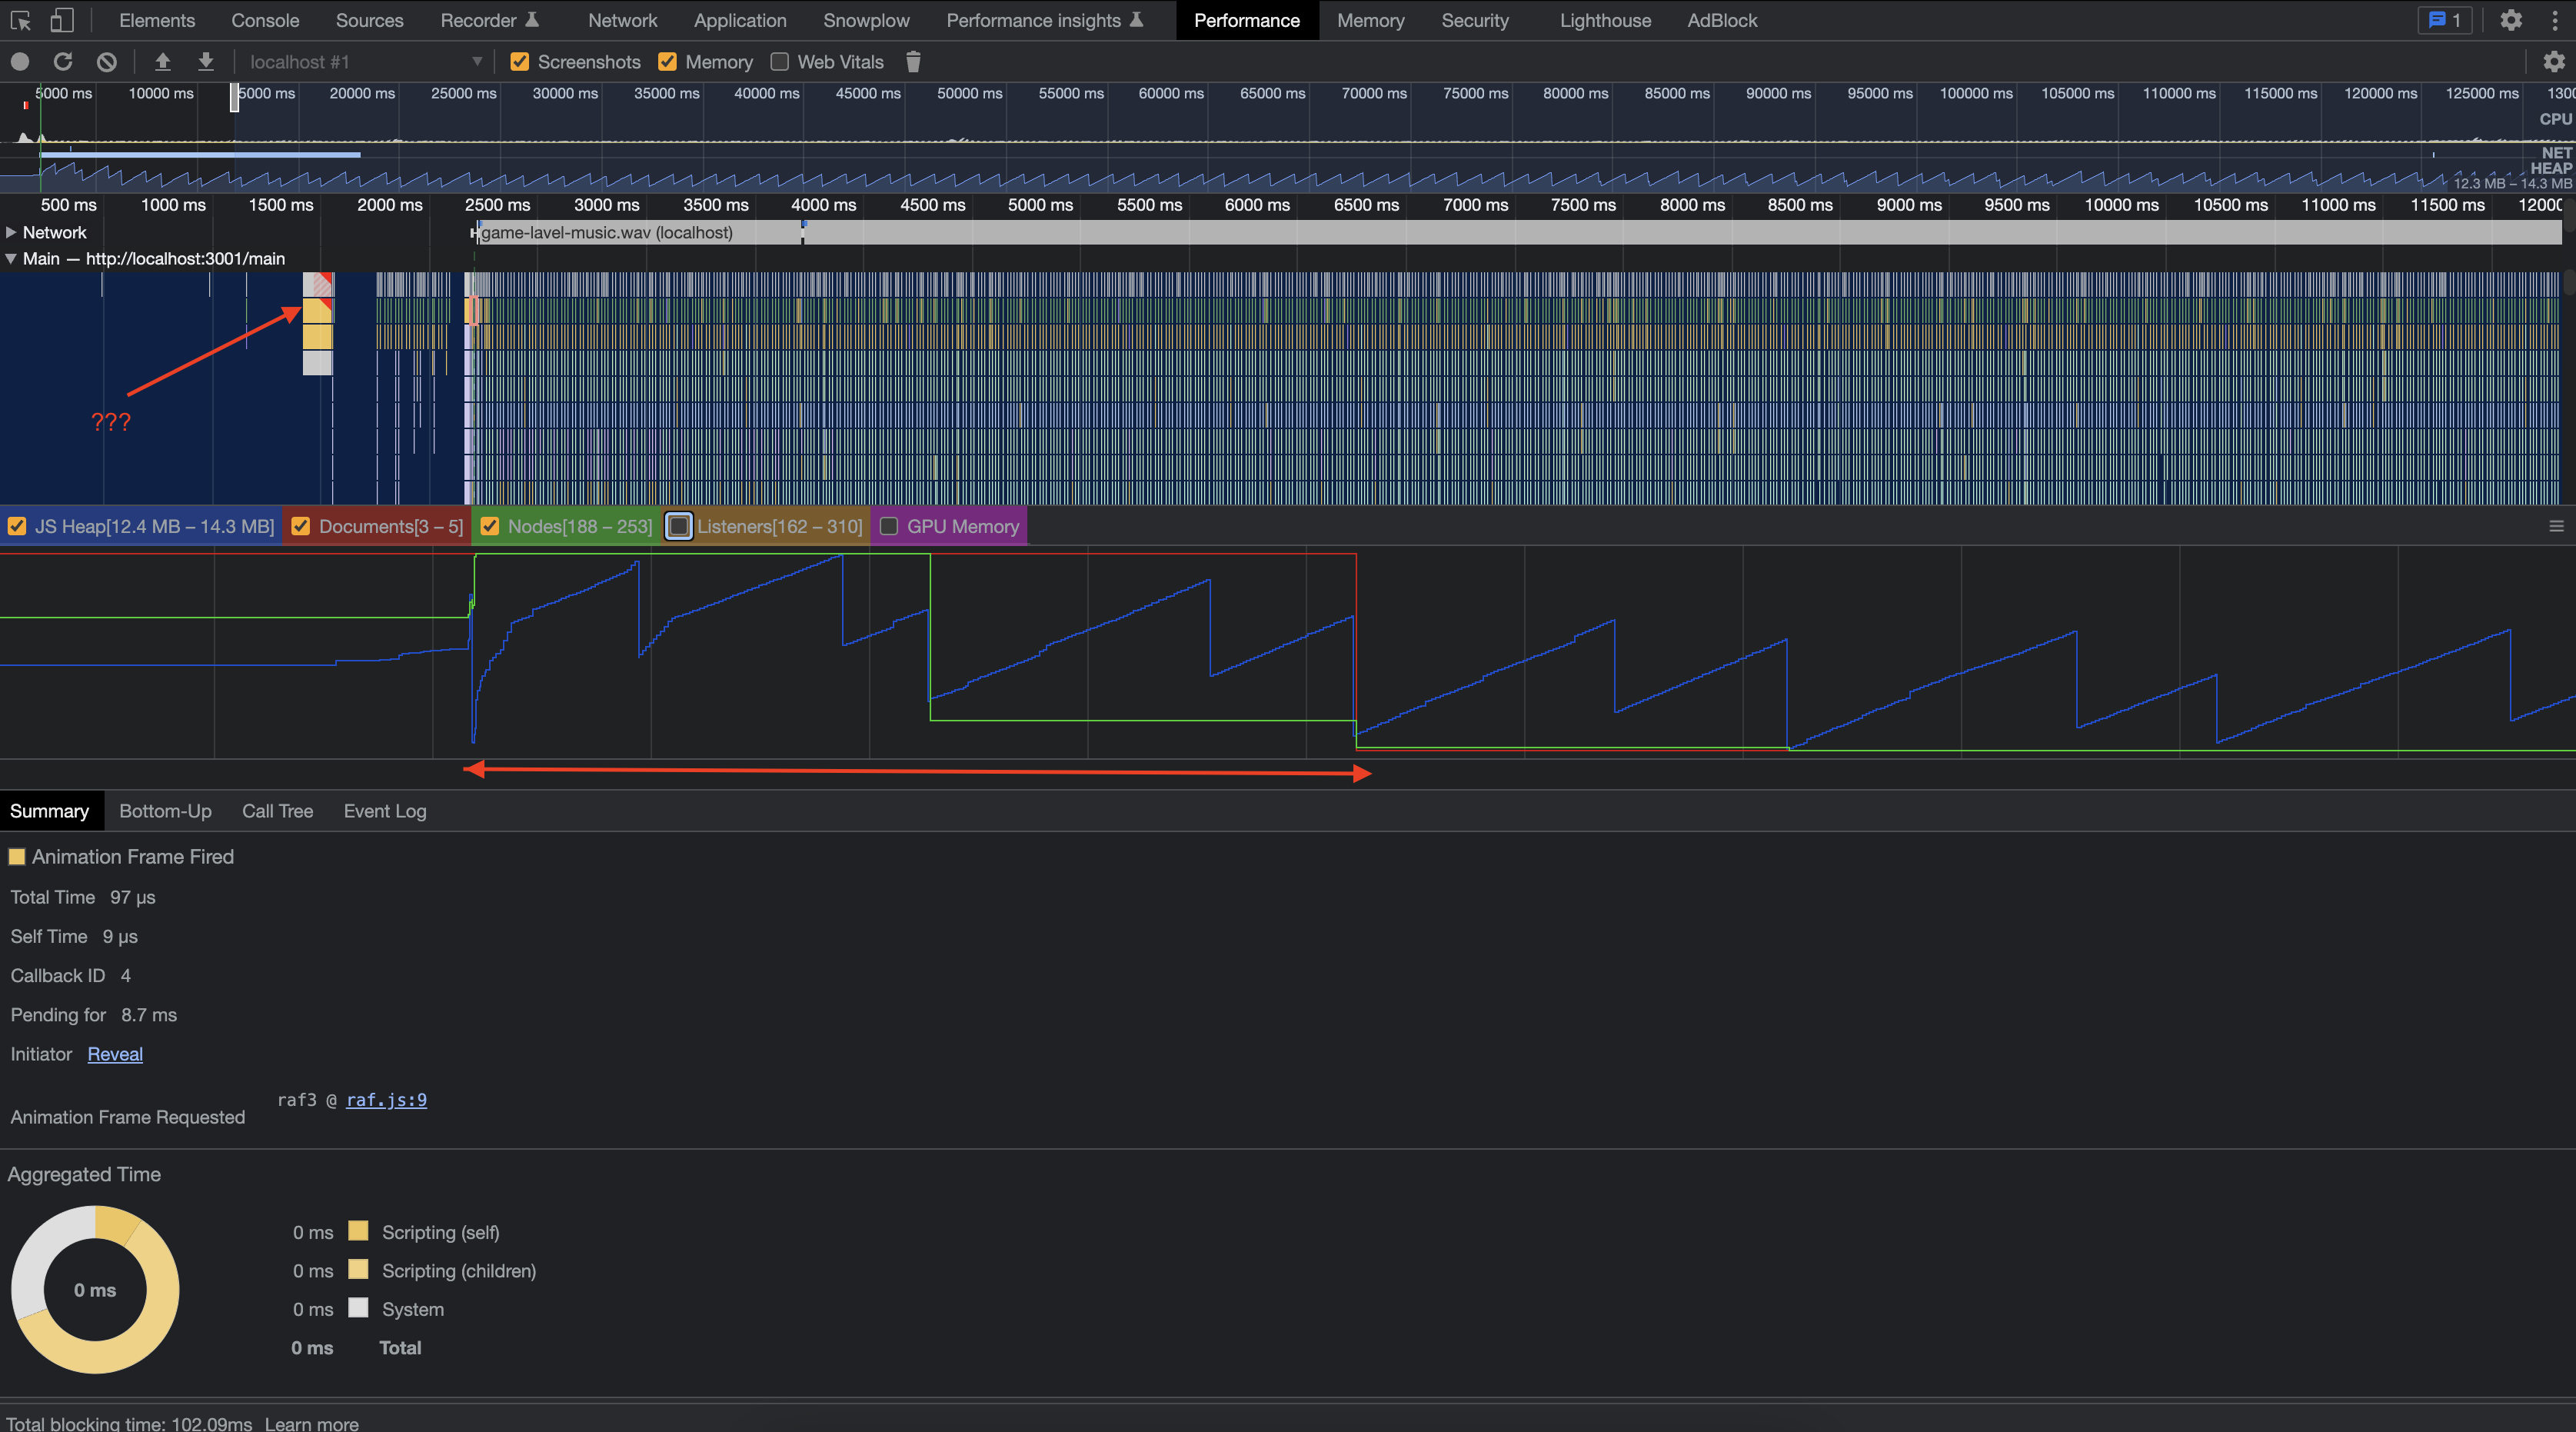 Elements Console Sources Recorder Network Application Snowplow Performance insights Performance Memory Security Lighthouse AdBlock 1
localhost #1 Screenshots Memory Web Vitals
5000 ms 10000 ms 5000 ms 20000 ms 25000 ms 30000 ms 35000 ms 40000 ms 45000 ms 50000 ms 55000 ms 60000 ms 65000 ms 70000 ms 75000 ms 80000 ms 85000 ms 90000 ms 95000 ms 100000 ms 105000 ms 110000 ms 115000 ms 120000 ms 125000 ms 1300
CPU
NET
HEAP
12.3 MB – 14.3 MB
500 ms 1000 ms 1500 ms 2000 ms 2500 ms 3000 ms 3500 ms 4000 ms 4500 ms 5000 ms 5500 ms 6000 ms 6500 ms 7000 ms 7500 ms 8000 ms 8500 ms 9000 ms 9500 ms 10000 ms 10500 ms 11000 ms 11500 ms 12000
Network game-lavel-music.wav (localhost)
Main — http://localhost:3001/main
???
JS Heap[12.4 MB – 14.3 MB] Documents[3 – 5] Nodes[188 – 253] Listeners[162 – 310] GPU Memory
Summary Bottom-Up Call Tree Event Log
Animation Frame Fired
Total Time 97 μs
Self Time 9 μs
Callback ID 4
Pending for 8.7 ms
Initiator Reveal
raf3 @ raf.js:9
Animation Frame Requested
Aggregated Time
0 ms Scripting (self)
0 ms Scripting (children)
0 ms
0 ms System
0 ms Total
Total blocking time: 102.09ms Learn more